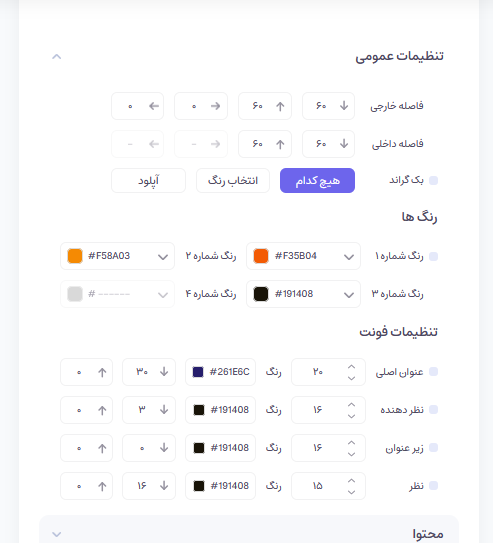 تنظیمات عمومی
فاصله خارجی ۶۰ ۶۰ ۰ ۰
فاصله داخلی ۶۰ ۶۰ - -
بک گراند هیچ کدام انتخاب رنگ آپلود
رنگ ها
رنگ شماره ۱ #F35B04 رنگ شماره ۲ #F58A03
رنگ شماره ۳ #191408 رنگ شماره ۴ # ------
تنظیمات فونت
عنوان اصلی ۲۰ رنگ #261E6C ۳۰ ۰
نظر دهنده ۱۶ رنگ #191408 ۳ ۰
زیر عنوان ۱۶ رنگ #191408 ۰ ۰
نظر ۱۵ رنگ #191408 ۱۶ ۰
محتوا